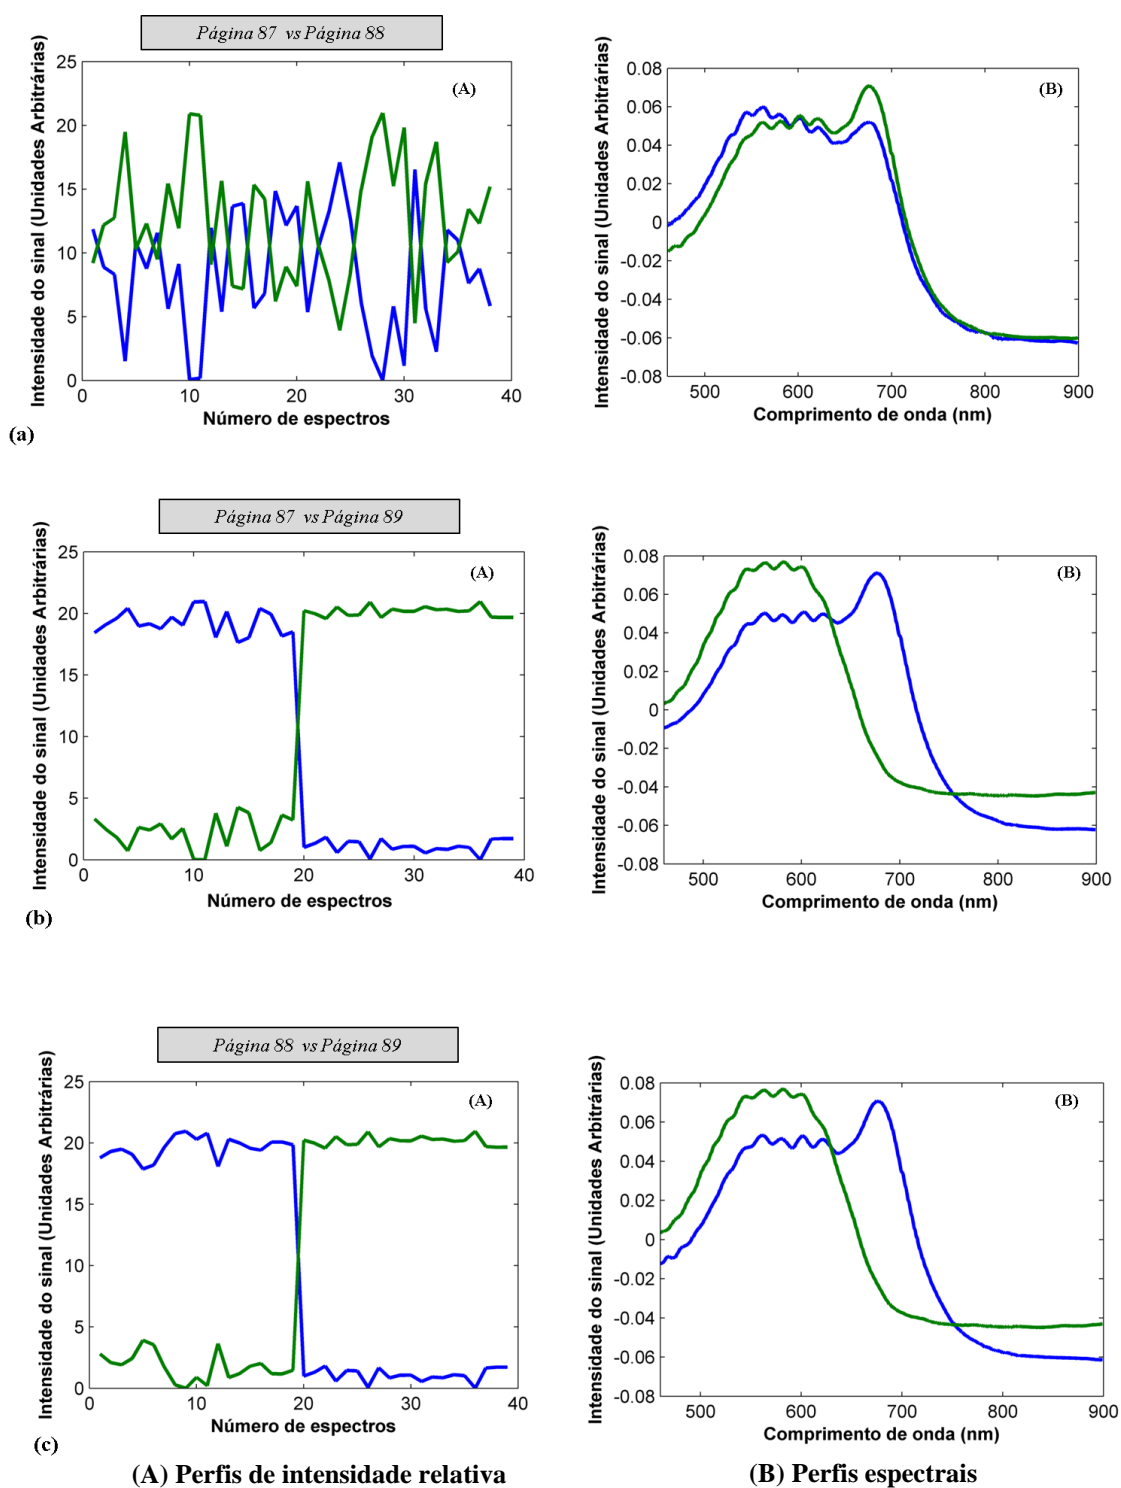 Página 87 vs Página 88
Intensidade do sinal (Unidades Arbitrárias)
25
20
15
10
5
0
(A)
0 10 20 30 40
Número de espectros
Intensidade do sinal (Unidades Arbitrárias)
0.08
0.06
0.04
0.02
0
-0.02
-0.04
-0.06
-0.08
(B)
500 600 700 800 900
Comprimento de onda (nm)
(a)
Página 87 vs Página 89
Intensidade do sinal (Unidades Arbitrárias)
25
20
15
10
5
0
(A)
0 10 20 30 40
Número de espectros
Intensidade do sinal (Unidades Arbitrárias)
0.08
0.06
0.04
0.02
0
-0.02
-0.04
-0.06
-0.08
(B)
500 600 700 800 900
Comprimento de onda (nm)
(b)
Página 88 vs Página 89
Intensidade do sinal (Unidades Arbitrárias)
25
20
15
10
5
0
(A)
0 10 20 30 40
Número de espectros
Intensidade do sinal (Unidades Arbitrárias)
0.08
0.06
0.04
0.02
0
-0.02
-0.04
-0.06
-0.08
(B)
500 600 700 800 900
Comprimento de onda (nm)
(c)
(A) Perfis de intensidade relativa
(B) Perfis espectrais